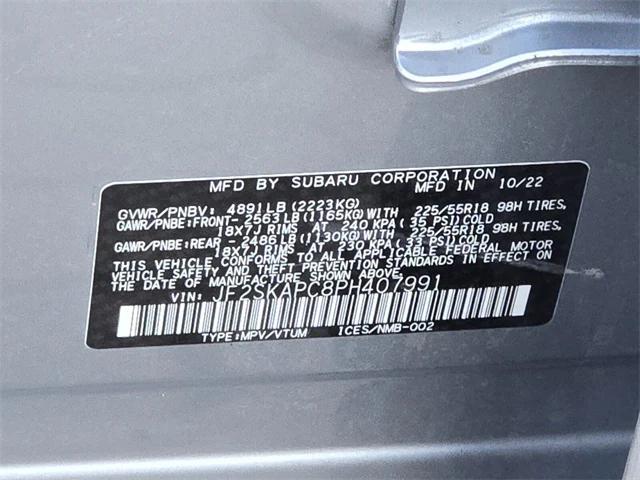 MFD BY SUBARU CORPORATION
MFD. IN 10/22
GVWR/PNBV: 4891LB(2223KG)
GAWR/PNBE:FRONT-2563LB(1165KG)WITH 225/55R18 98H TIRES,
18X7J RIMS AT 240 KPA(35 PSI)COLD
GAWR/PNBE:REAR -2486LB(1130KG)WITH 225/55R18 98H TIRES,
18X7J RIMS AT 230 KPA(33 PSI)COLD
THIS VEHICLE CONFORMS TO ALL APPLICABLE FEDERAL MOTOR
VEHICLE SAFETY AND BUMPER STANDARDS IN EFFECT
ON THE DATE OF MANUFACTURE SHOWN ABOVE.
VIN: JF2SKAPC8PH407991
TYPE:MPV/VTUM ICES/NMB-002